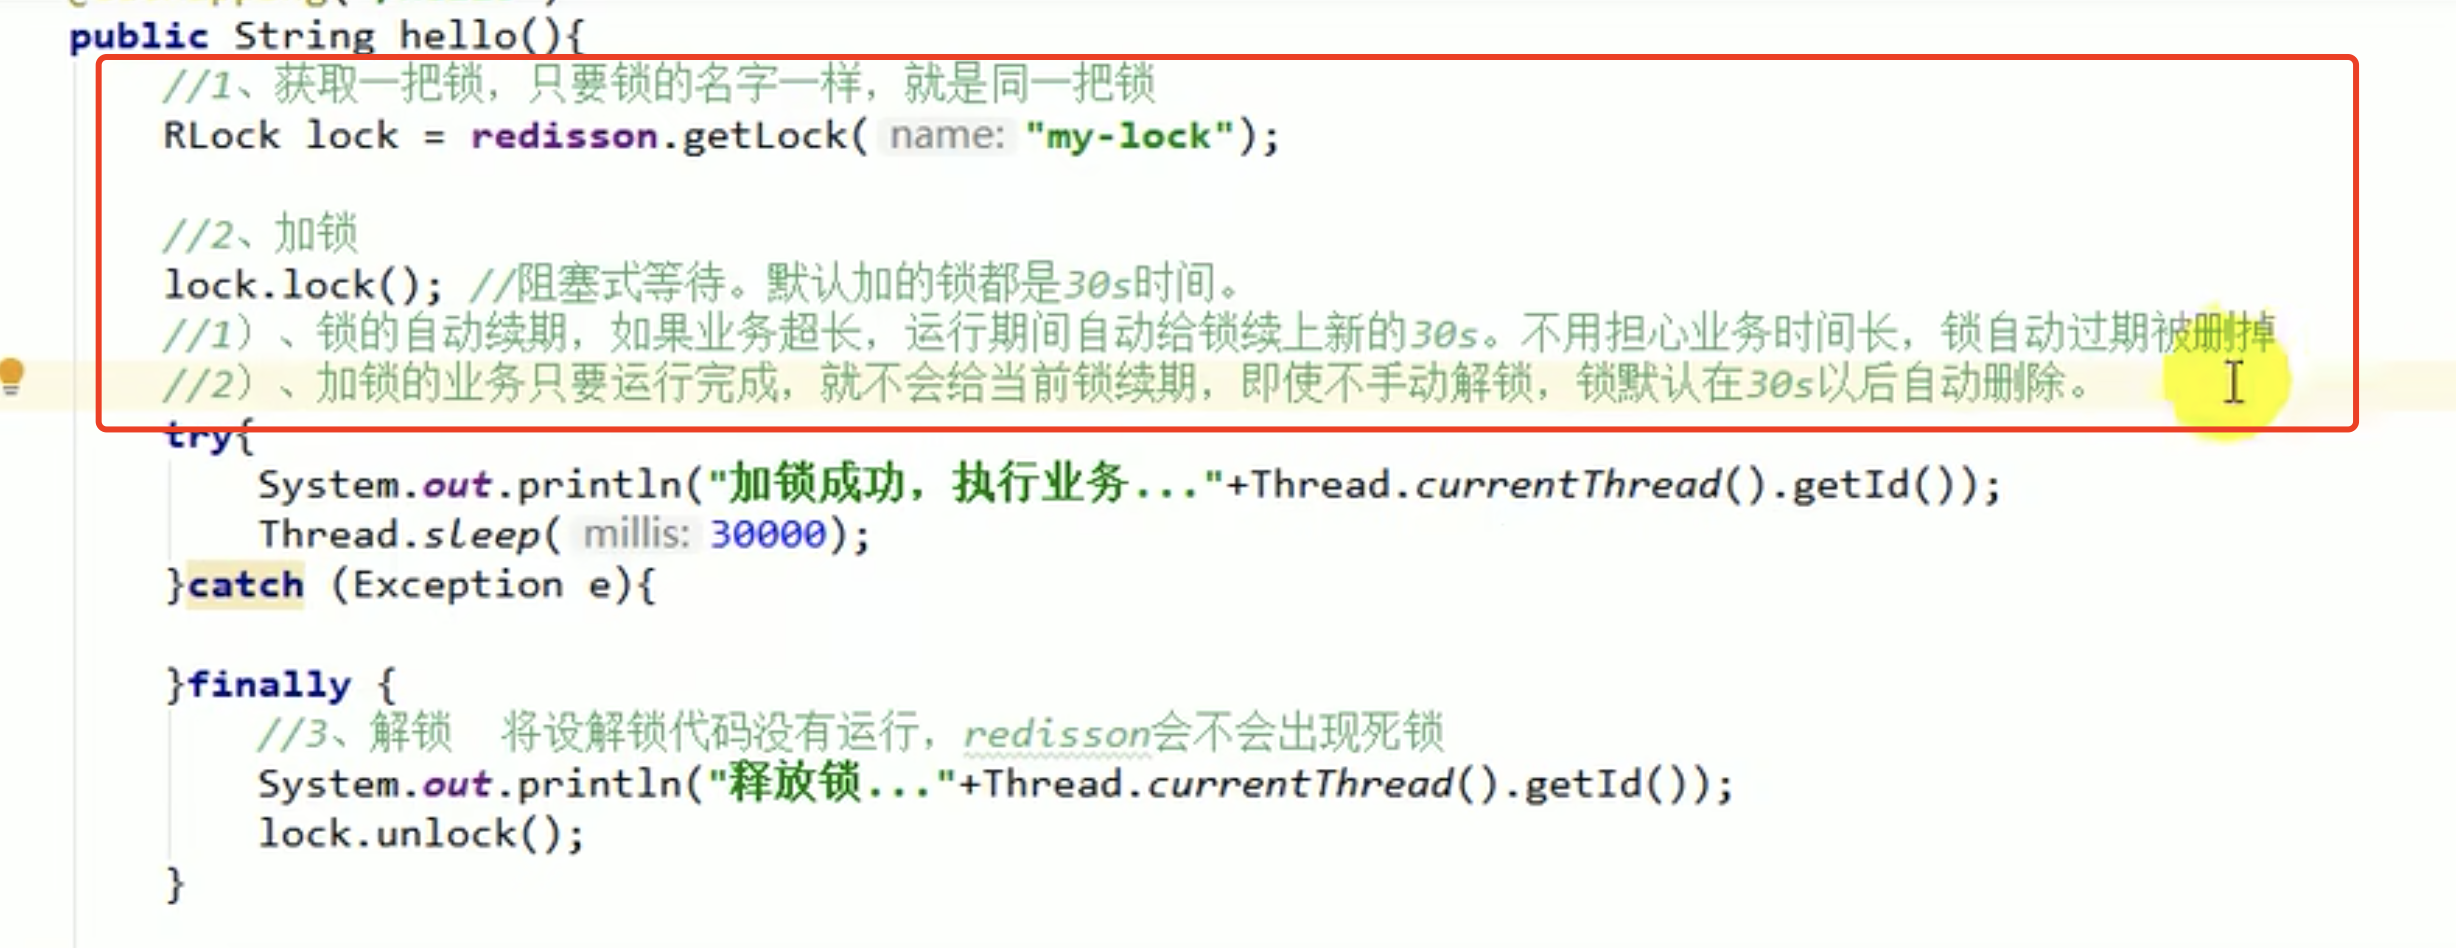 public String hello(){
//1、获取一把锁，只要锁的名字一样，就是同一把锁
RLock lock = redisson.getLock( name: "my-lock");
//2、加锁
lock.lock(); //阻塞式等待。默认加的锁都是30s时间。
//1）、锁的自动续期，如果业务超长，运行期间自动给锁续上新的30s。不用担心业务时间长，锁自动过期被删掉
//2）、加锁的业务只要运行完成，就不会给当前锁续期，即使不手动解锁，锁默认在30s以后自动删除。
try{
System.out.println("加锁成功，执行业务..."+Thread.currentThread().getId());
Thread.sleep( millis: 30000);
}catch (Exception e){
}finally {
//3、解锁 将设解锁代码没有运行，redisson会不会出现死锁
System.out.println("释放锁..."+Thread.currentThread().getId());
lock.unlock();
}